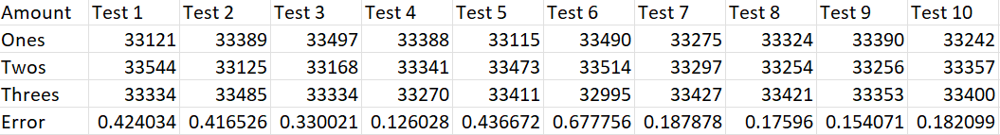 Amount Test 1 Test 2 Test 3 Test 4 Test 5 Test 6 Test 7 Test 8 Test 9 Test 10
Ones 33121 33389 33497 33388 33115 33490 33275 33324 33390 33242
Twos 33544 33125 33168 33341 33473 33514 33297 33254 33256 33357
Threes 33334 33485 33334 33270 33411 32995 33427 33421 33353 33400
Error 0.424034 0.416526 0.330021 0.126028 0.436672 0.677756 0.187878 0.17596 0.154071 0.182099